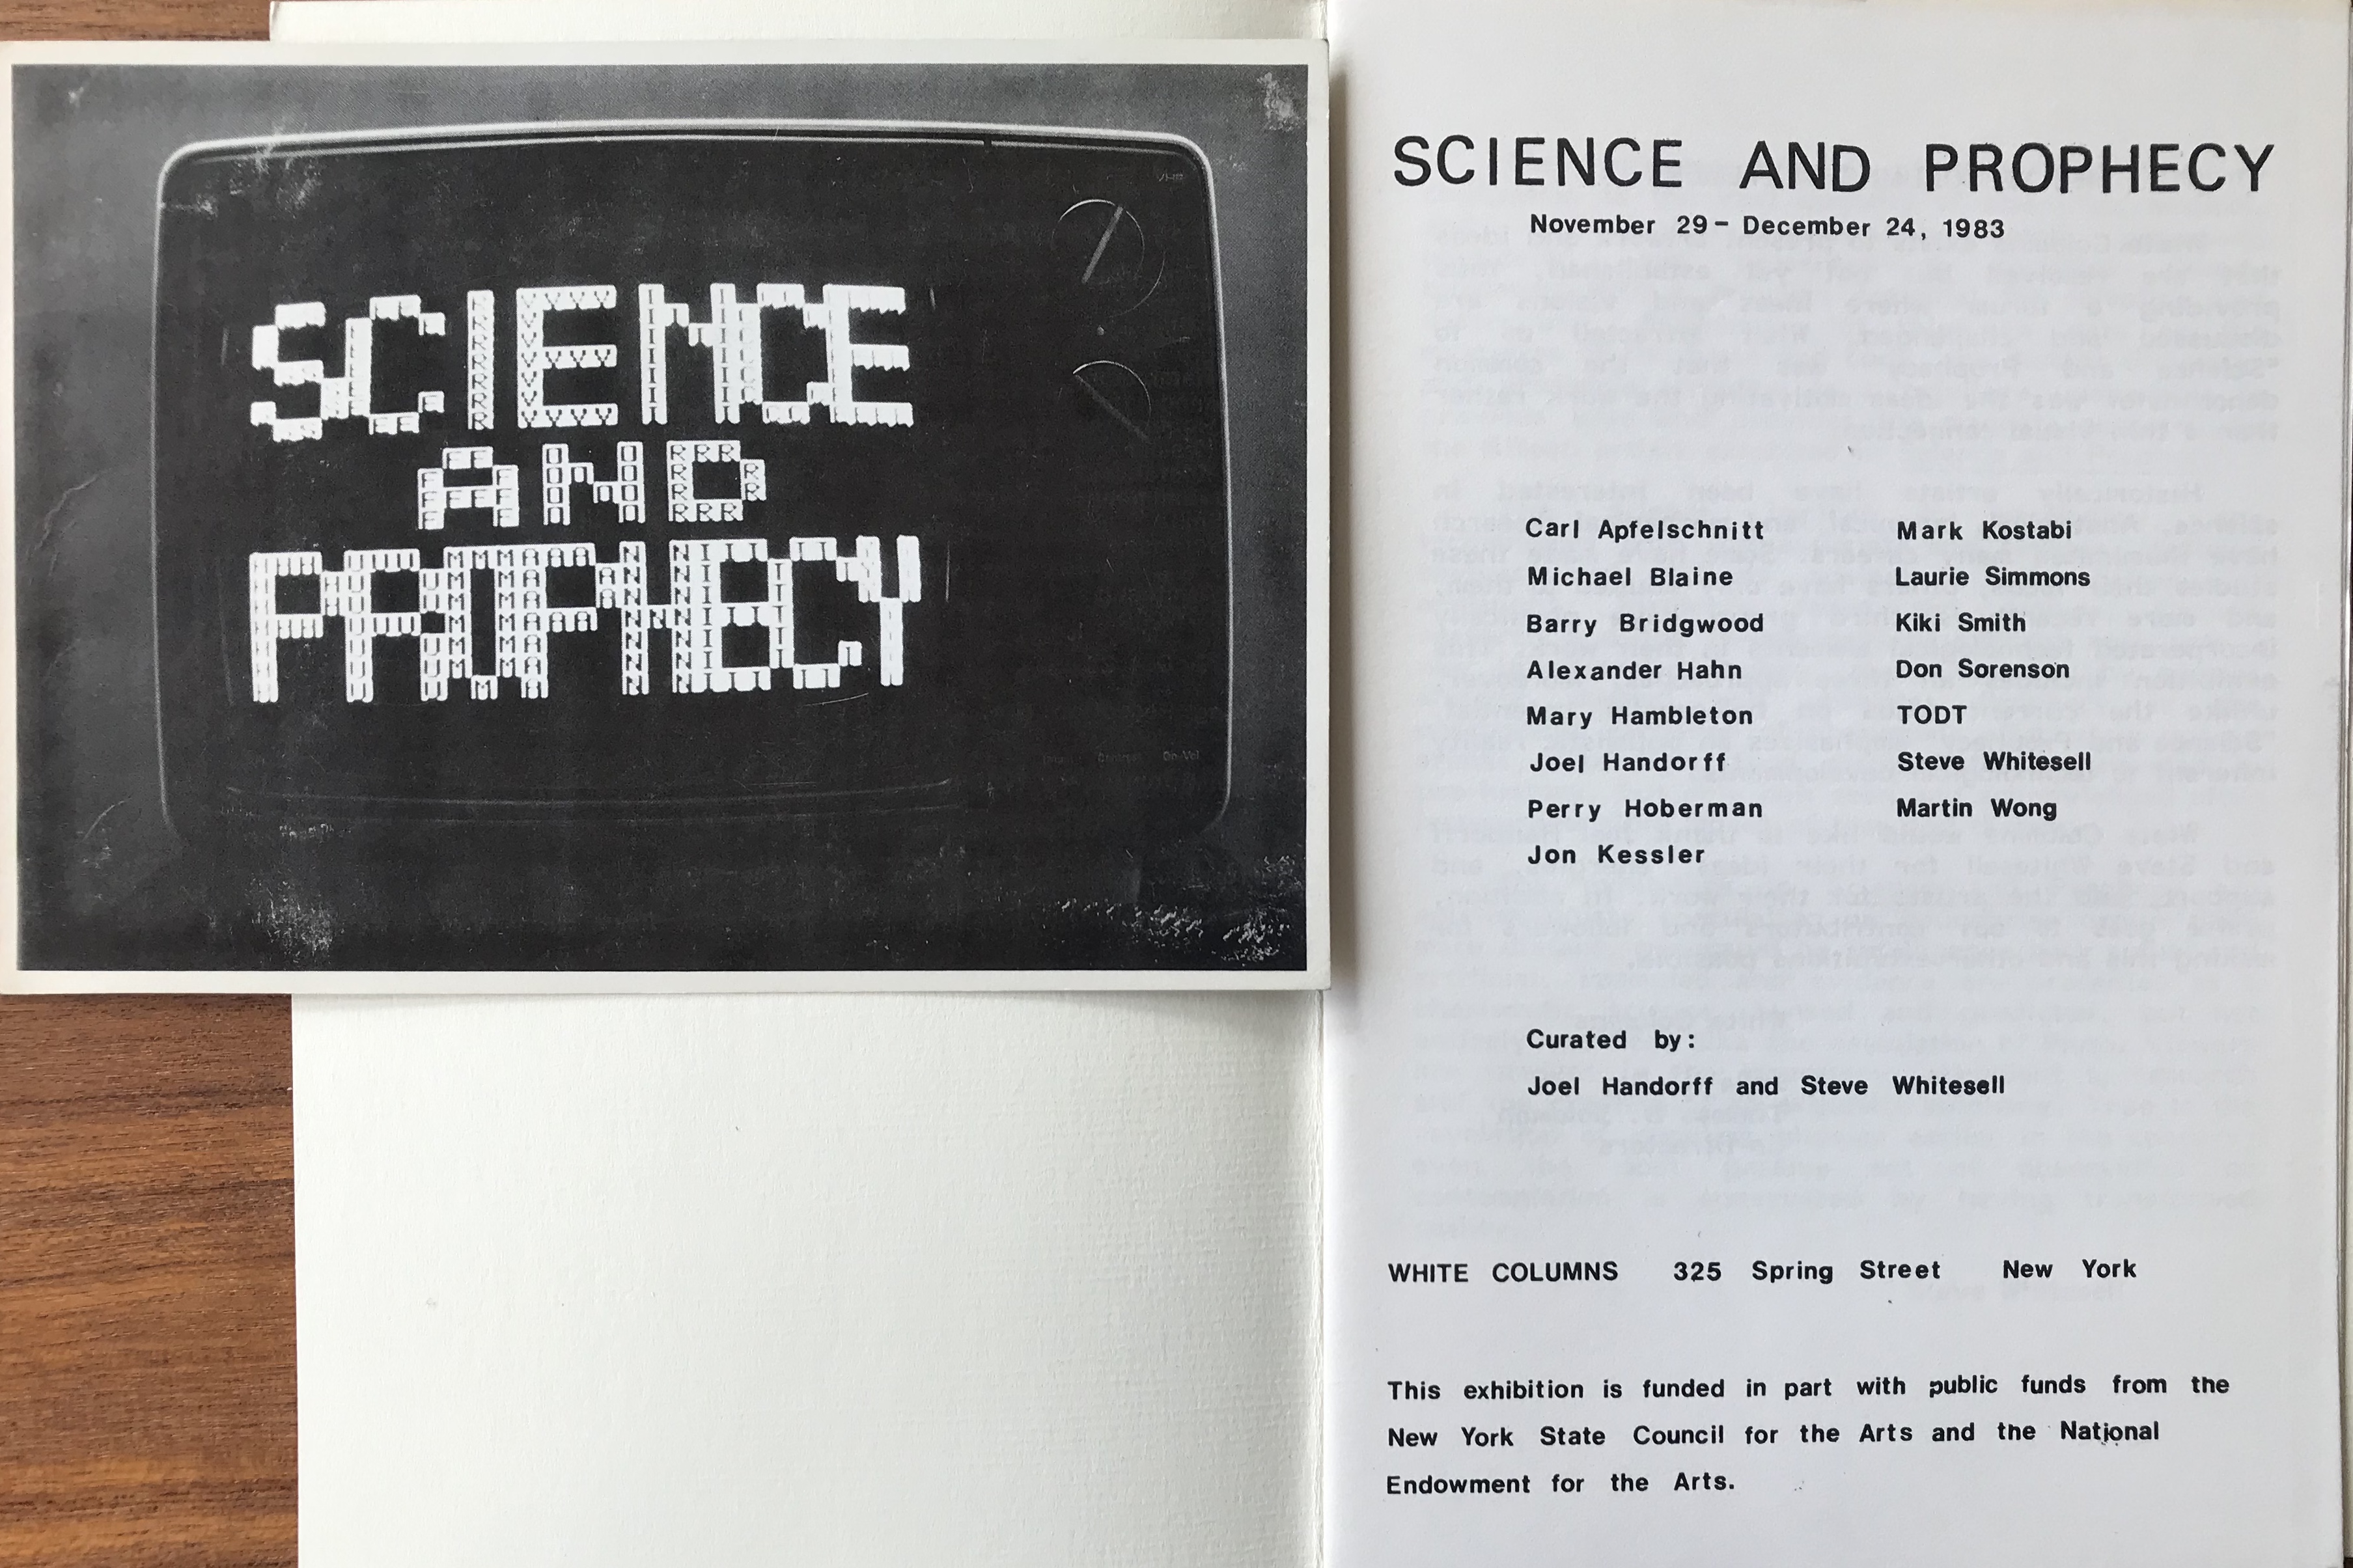 SCIENCE
AND
PROPHECY
VHF
On-Vol
SCIENCE AND PROPHECY
November 29 - December 24, 1983
Carl Apfelschnitt
Michael Blaine
Barry Bridgwood
Alexander Hahn
Mary Hambleton
Joel Handorff
Perry Hoberman
Jon Kessler
Mark Kostabi
Laurie Simmons
Kiki Smith
Don Sorenson
TODT
Steve Whitesell
Martin Wong
Curated by:
Joel Handorff and Steve Whitesell
WHITE COLUMNS 325 Spring Street New York
This exhibition is funded in part with public funds from the
New York State Council for the Arts and the National
Endowment for the Arts.